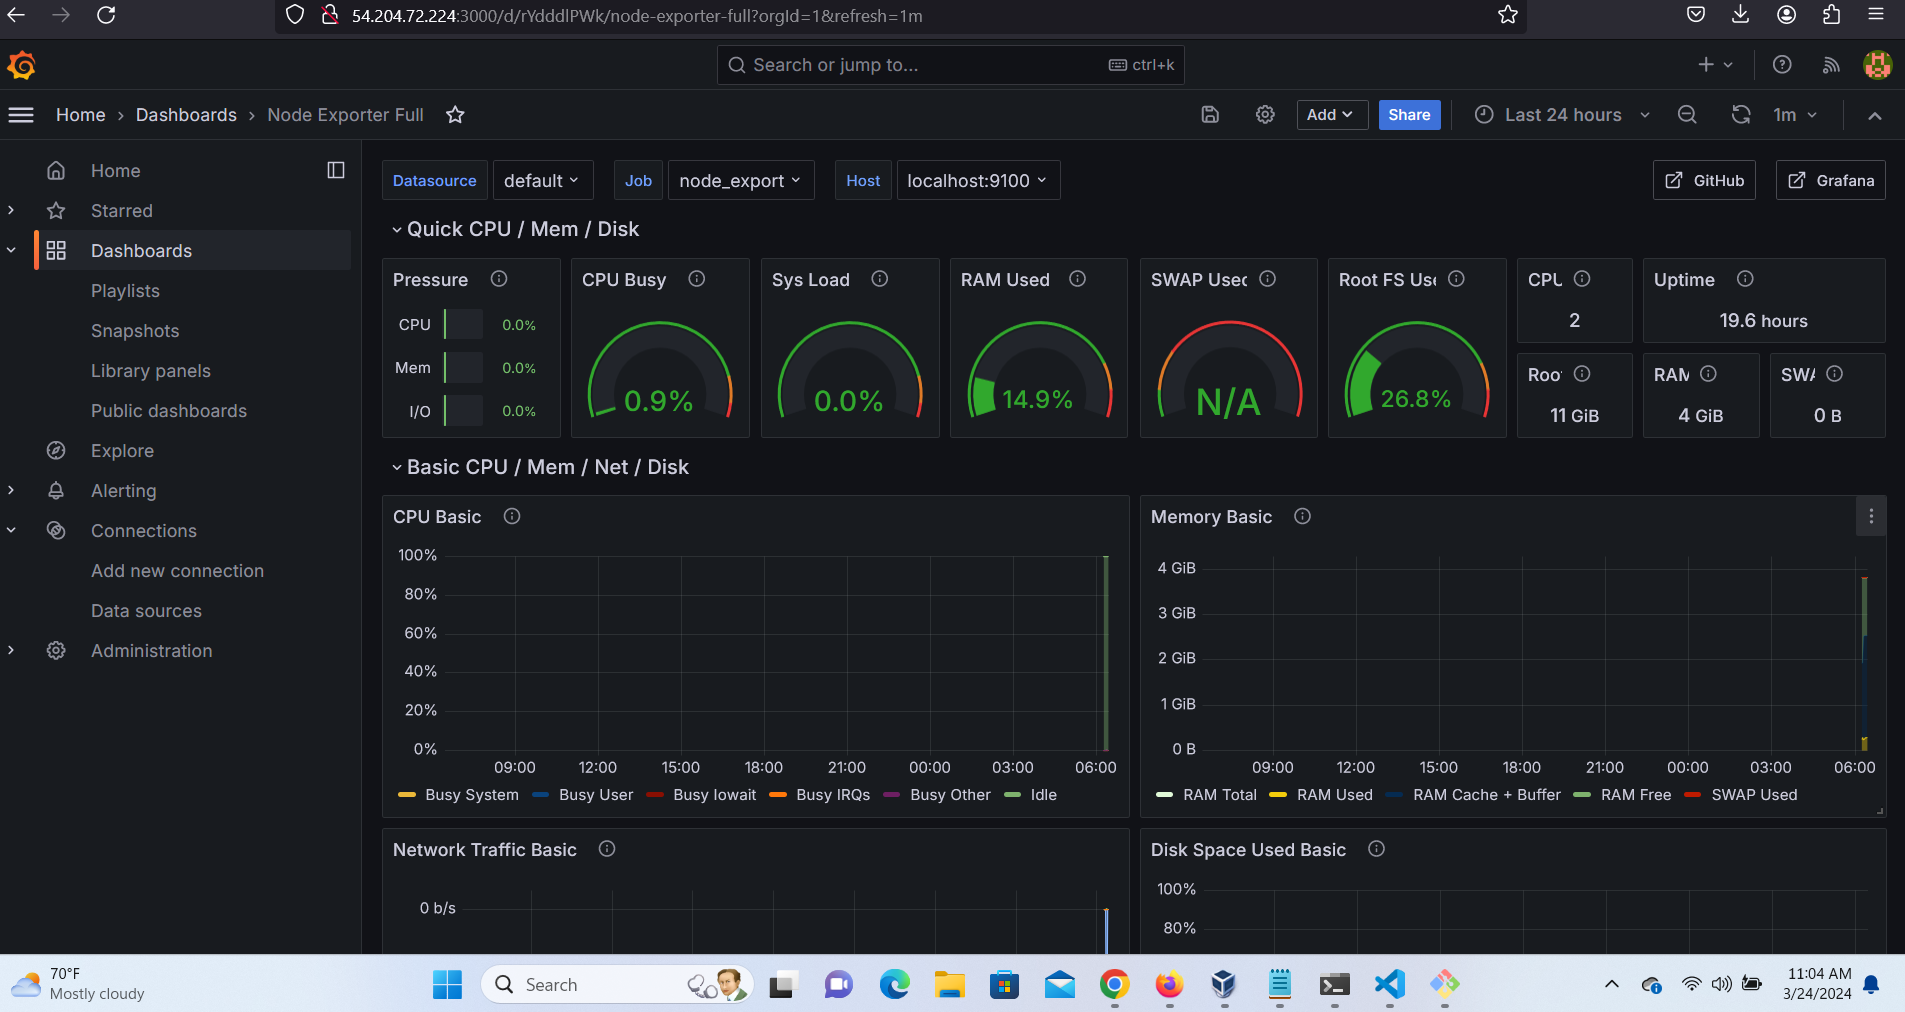 54.204.72.224:3000/d/rYdddlPWk/node-exporter-full?orgId=1&refresh=1m
Search or jump to...
ctrl+k
Home › Dashboards › Node Exporter Full
Add
Share
Last 24 hours
1m
Home
Starred
Dashboards
Playlists
Snapshots
Library panels
Public dashboards
Explore
Alerting
Connections
Add new connection
Data sources
Administration
Datasource default Job node_export Host localhost:9100
GitHub Grafana
Quick CPU / Mem / Disk
Pressure
CPU 0.0%
Mem 0.0%
I/O 0.0%
CPU Busy
0.9%
Sys Load
0.0%
RAM Used
14.9%
SWAP Used
N/A
Root FS Use
26.8%
CPU
2
Uptime
19.6 hours
Roo
11 GiB
RAM
4 GiB
SWA
0 B
Basic CPU / Mem / Net / Disk
CPU Basic
100%
80%
60%
40%
20%
0%
09:00 12:00 15:00 18:00 21:00 00:00 03:00 06:00
Busy System Busy User Busy Iowait Busy IRQs Busy Other Idle
Memory Basic
4 GiB
3 GiB
2 GiB
1 GiB
0 B
09:00 12:00 15:00 18:00 21:00 00:00 03:00 06:00
RAM Total RAM Used RAM Cache + Buffer RAM Free SWAP Used
Network Traffic Basic
0 b/s
Disk Space Used Basic
100%
80%
70°F
Mostly cloudy
Search
11:04 AM
3/24/2024